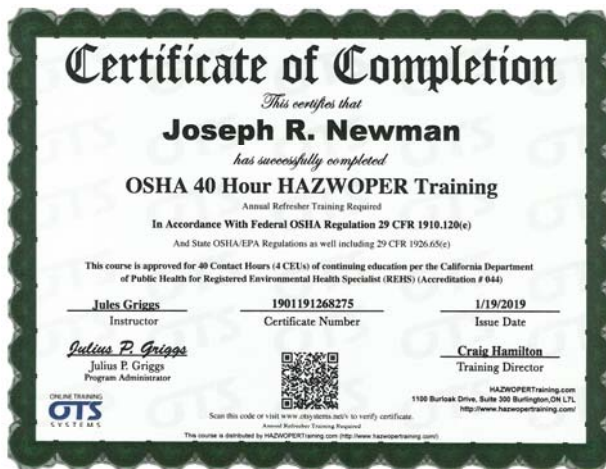 Certificate of Completion
This certifies that
Joseph R. Newman
has successfully completed
OSHA 40 Hour HAZWOPER Training
Annual Refresher Training Required
In Accordance With Federal OSHA Regulation 29 CFR 1910.120(e)
And State OSHA/EPA Regulations as well including 29 CFR 1926.65(e)
This course is approved for 40 Contact Hours (4 CEUs) of continuing education per the California Department
of Public Health for Registered Environmental Health Specialist (REHS) (Accreditation # 044)
Jules Griggs 1901191268275 1/19/2019
Instructor Certificate Number Issue Date
Julius P. Griggs Craig Hamilton
Julius P. Griggs Training Director
Program Administrator
HAZWOPERTraining.com
1100 Burloak Drive, Suite 300 Burlington,ON L7L
http://www.hazwopertraining.com/
ONLINE TRAINING
OTS
SYSTEMS
Scan this code or visit www.otsystems.net/v to verify certificate.
Annual Refresher Training Required
This course is distributed by HAZWOPERTraining.com (http://www.hazwopertraining.com/)